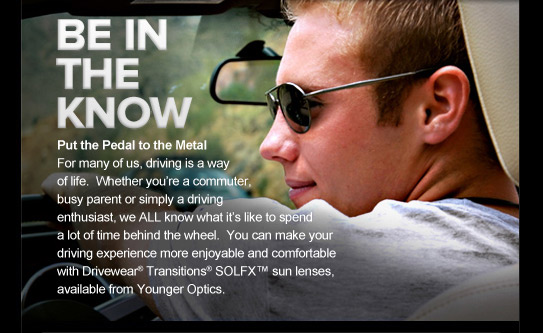 BE IN
THE
KNOW
Put the Pedal to the Metal
For many of us, driving is a way
of life. Whether you're a commuter,
busy parent or simply a driving
enthusiast, we ALL know what it's like to spend
a lot of time behind the wheel. You can make your
driving experience more enjoyable and comfortable
with Drivewear® Transitions® SOLFX™ sun lenses,
available from Younger Optics.